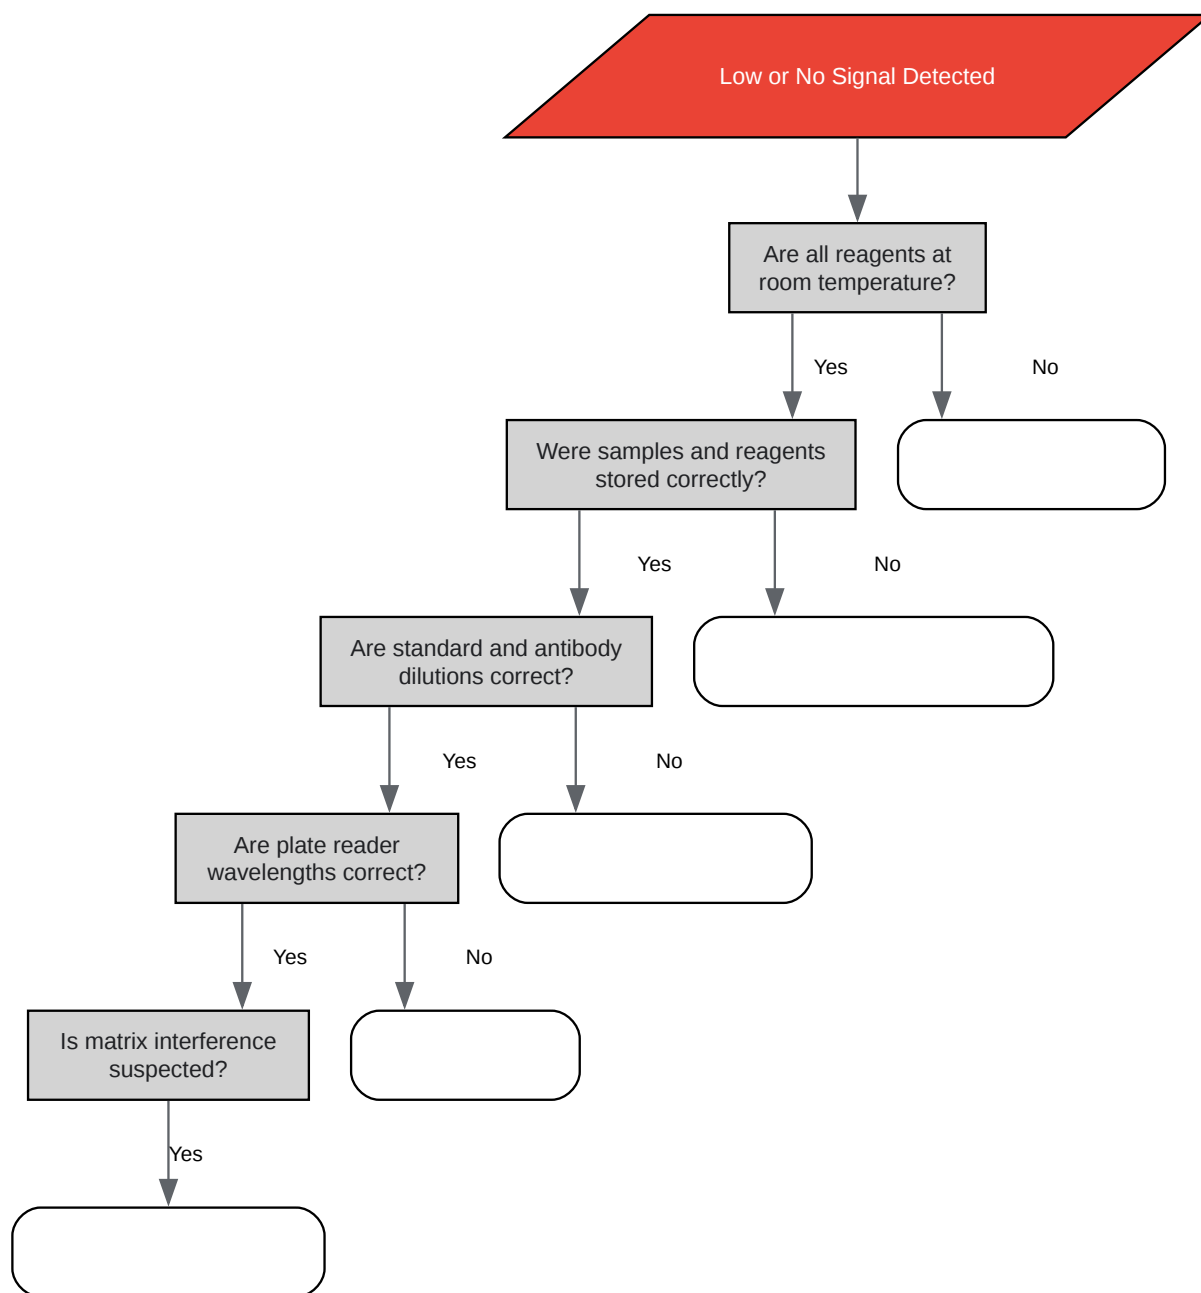 Low or No Signal Detected
Are all reagents at
room temperature?
Yes
No
Were samples and reagents
stored correctly?
Yes
No
Are standard and antibody
dilutions correct?
Yes
No
Are plate reader
wavelengths correct?
Yes
No
Is matrix interference
suspected?
Yes